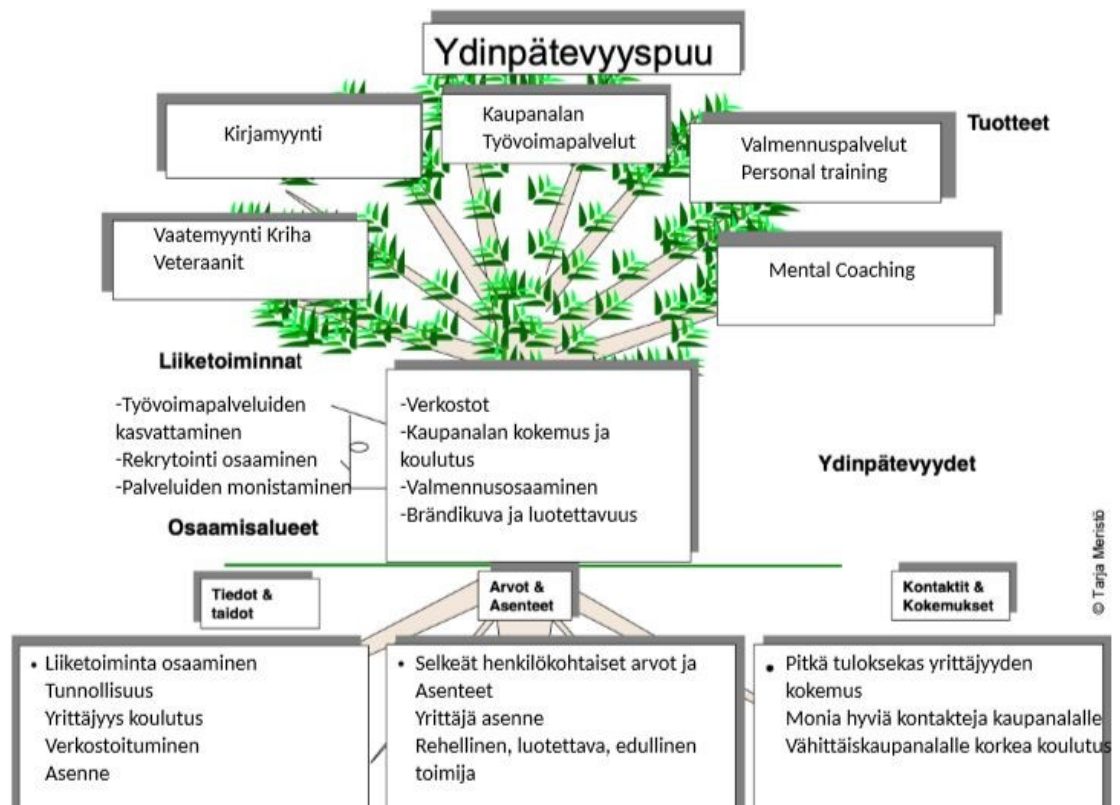 Ydinpätevyyspuu
Kirjamyynti
Kaupanalan
Työvoimapalvelut
Tuotteet
Valmennuspalvelut
Personal training
Vaatemyynti Kriha
Veteraanit
Mental Coaching
Liiketoiminnat
-Työvoimapalveluiden
kasvattaminen
-Rekrytointi osaaminen
-Palveluiden monistaminen
-Verkostot
-Kaupanalan kokemus ja
koulutus
-Valmennusosaaminen
-Brändikuva ja luotettavuus
Ydinpätevyydet
Osaamisalueet
© Tarja Meristö
Tiedot &
taidot
Arvot &
Asenteet
Kontaktit &
Kokemukset
• Liiketoiminta osaaminen
Tunnollisuus
Yrittäjyys koulutus
Verkostoituminen
Asenne
• Selkeät henkilökohtaiset arvot ja
Asenteet
Yrittäjä asenne
Rehellinen, luotettava, edullinen
toimija
• Pitkä tuloksekas yrittäjyyden
kokemus
Monia hyviä kontakteja kaupanalalle
Vähittäiskaupanalalle korkea koulutus